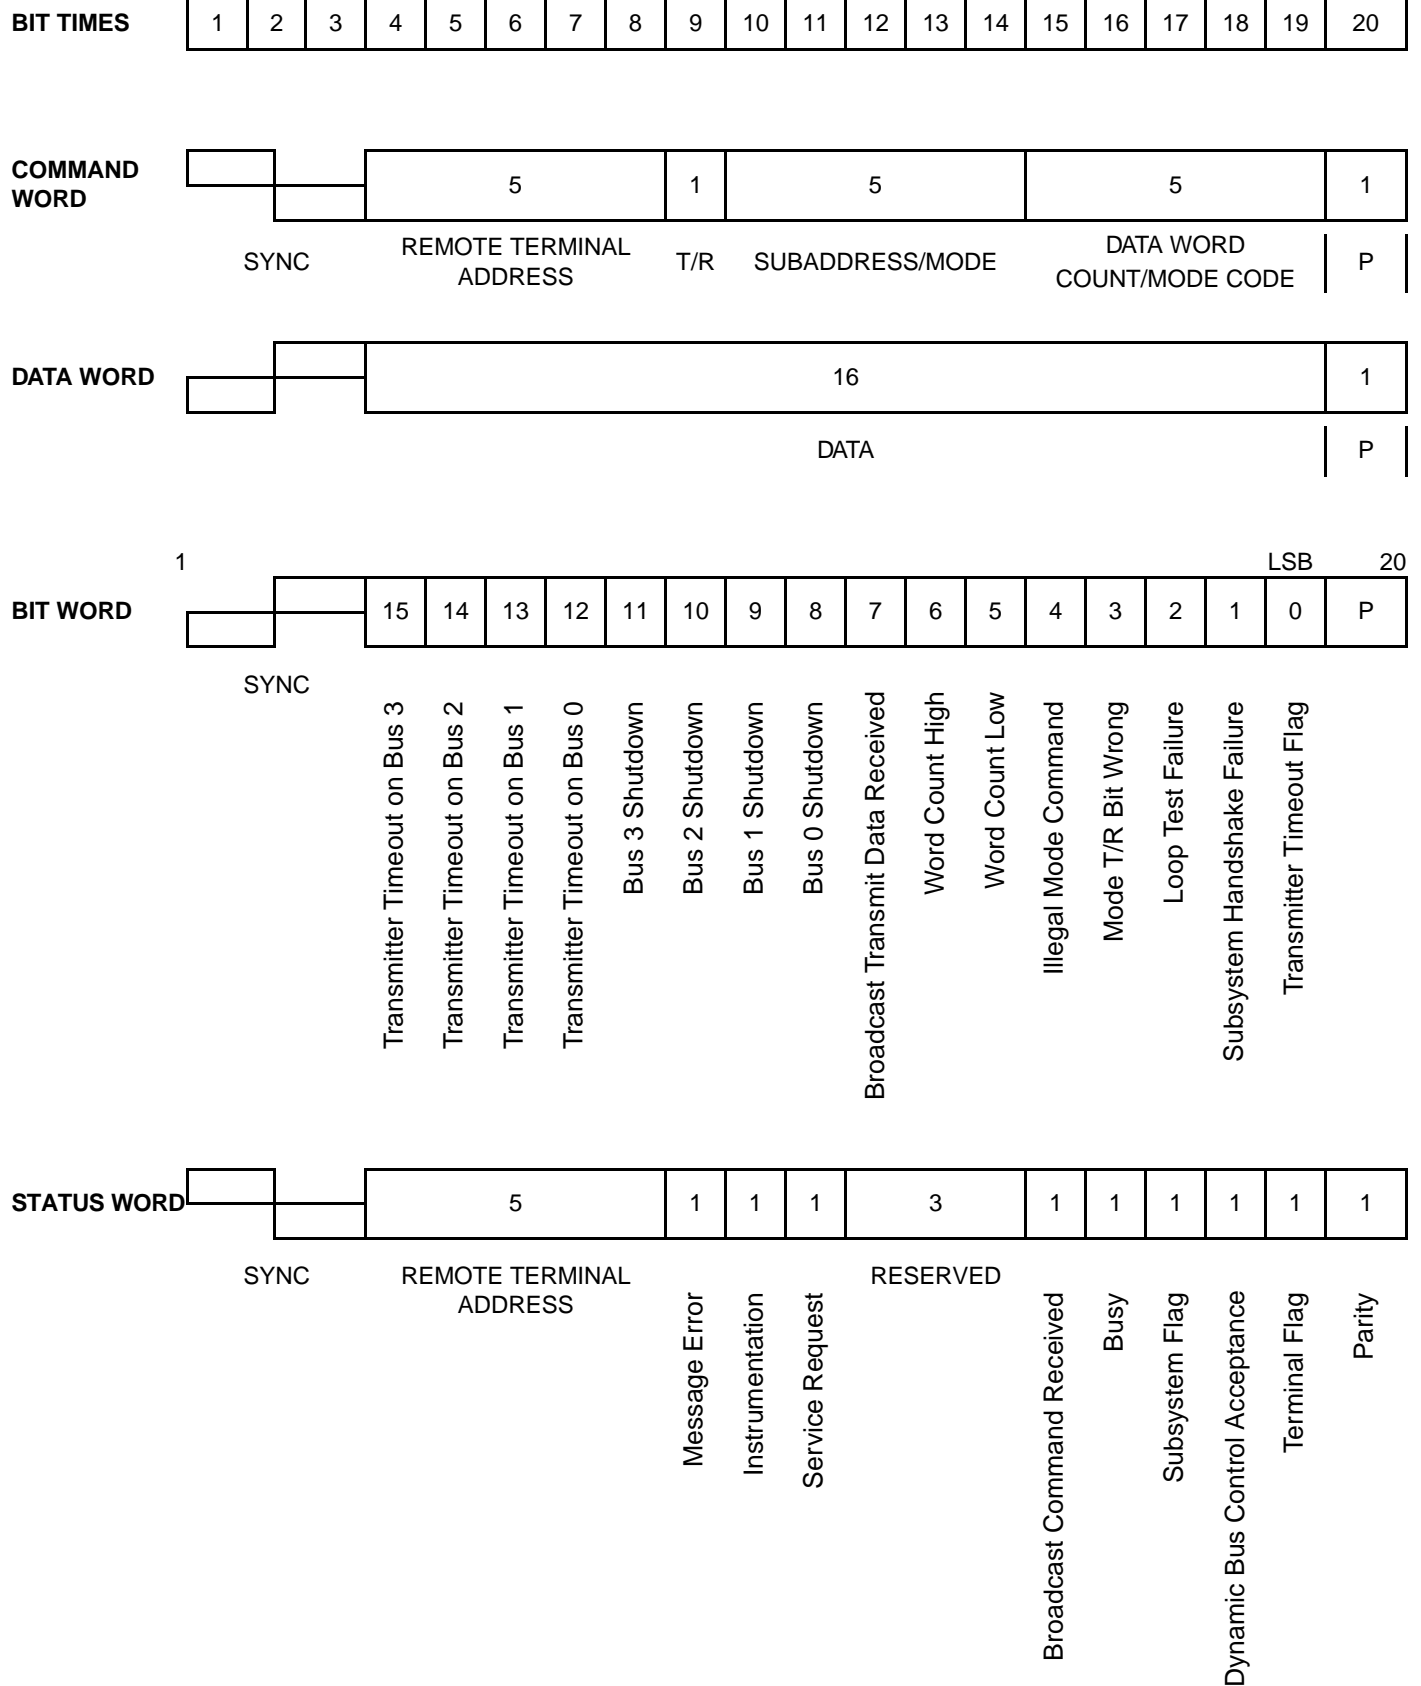 BIT TIMES 1 2 3 4 5 6 7 8 9 10 11 12 13 14 15 16 17 18 19 20
COMMAND
WORD
5 1 5 5 1
SYNC
REMOTE TERMINAL
ADDRESS
T/R
SUBADDRESS/MODE
DATA WORD
COUNT/MODE CODE
P
DATA WORD 16 1
DATA P
1 LSB 20
BIT WORD 15 14 13 12 11 10 9 8 7 6 5 4 3 2 1 0 P
SYNC
Transmitter Timeout on Bus 3
Transmitter Timeout on Bus 2
Transmitter Timeout on Bus 1
Transmitter Timeout on Bus 0
Bus 3 Shutdown
Bus 2 Shutdown
Bus 1 Shutdown
Bus 0 Shutdown
Broadcast Transmit Data Received
Word Count High
Word Count Low
Illegal Mode Command
Mode T/R Bit Wrong
Loop Test Failure
Subsystem Handshake Failure
Transmitter Timeout Flag
STATUS WORD 5 1 1 1 3 1 1 1 1 1 1
SYNC
REMOTE TERMINAL
ADDRESS
Message Error
Instrumentation
Service Request
RESERVED
Broadcast Command Received
Busy
Subsystem Flag
Dynamic Bus Control Acceptance
Terminal Flag
Parity